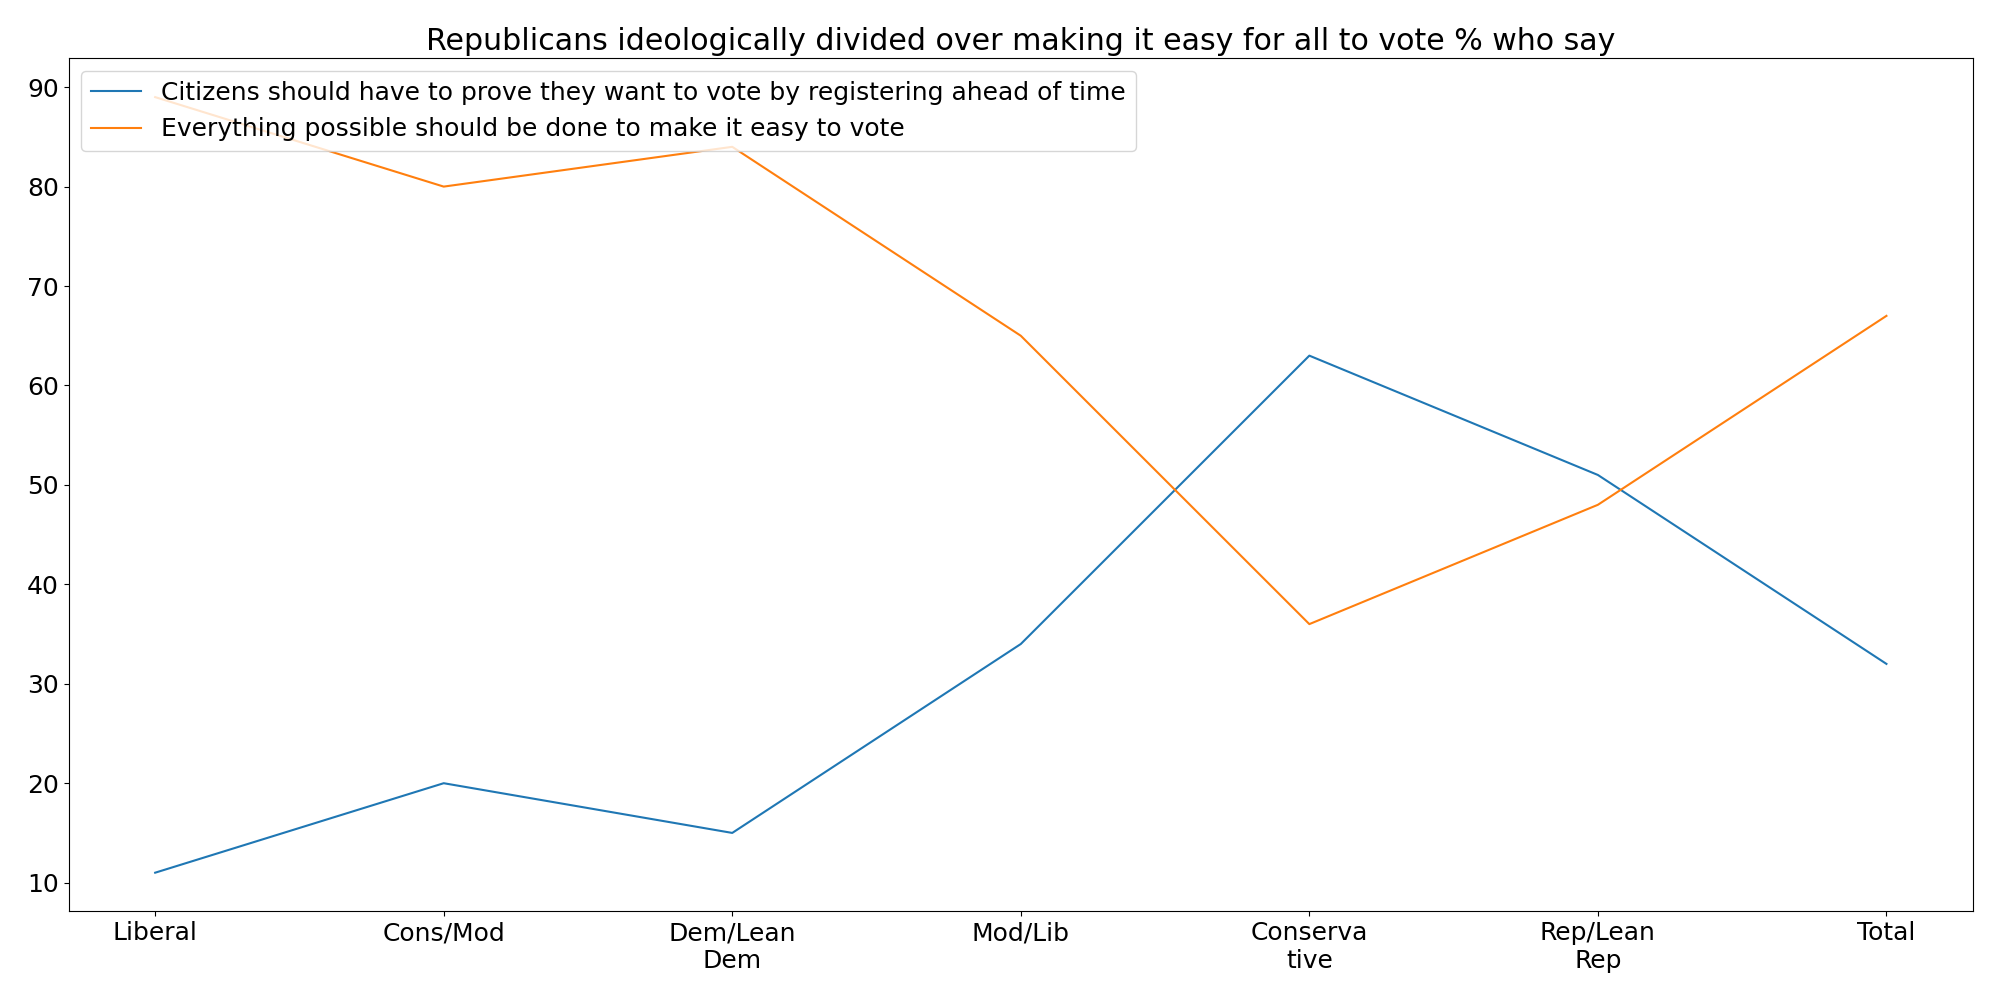 Republicans ideologically divided over making it easy for all to vote % who say
Citizens should have to prove they want to vote by registering ahead of time
Everything possible should be done to make it easy to vote
90
80
70
60
50
40
30
20
10
Liberal
Cons/Mod
Dem/Lean
Dem
Mod/Lib
Conserva
tive
Rep/Lean
Rep
Total